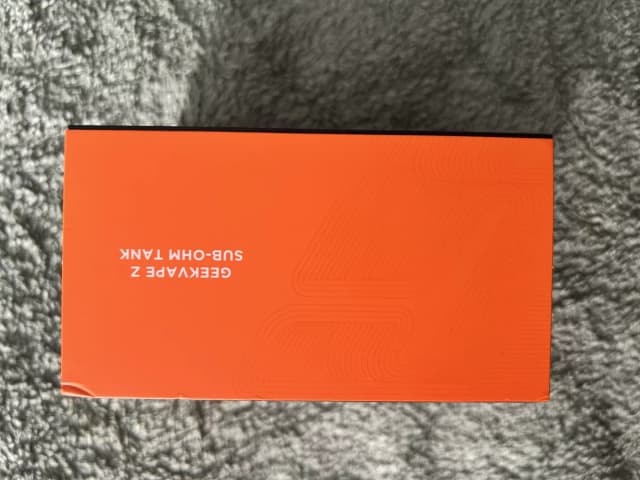 GEEKVAPE Z
SUB-OHM TANK